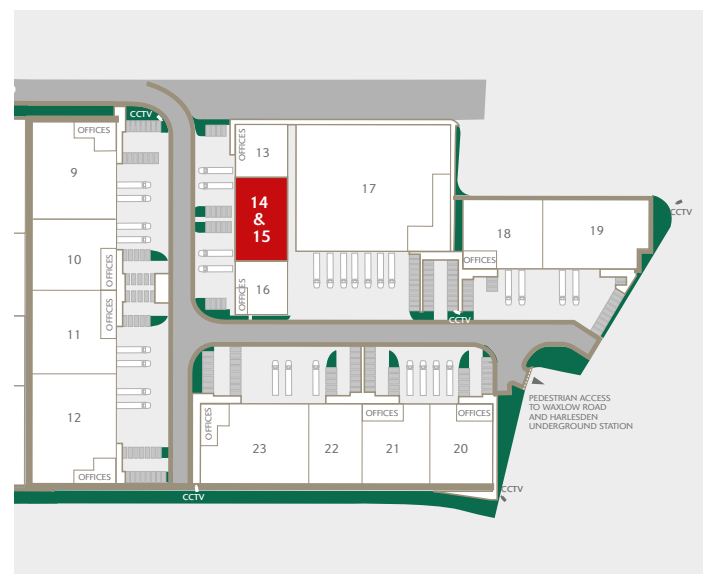 CCTV
OFFICES
OFFICES
13
9
17
14
&
15
CCTV
18
19
10
OFFICES
OFFICES
16
OFFICES
OFFICES
CCTV
11
PEDESTRIAN ACCESS
TO WAXLOW ROAD
AND HARLESDEN
UNDERGROUND STATION
12
OFFICES
OFFICES
OFFICES
23
22
21
20
OFFICES
CCTV
CCTV